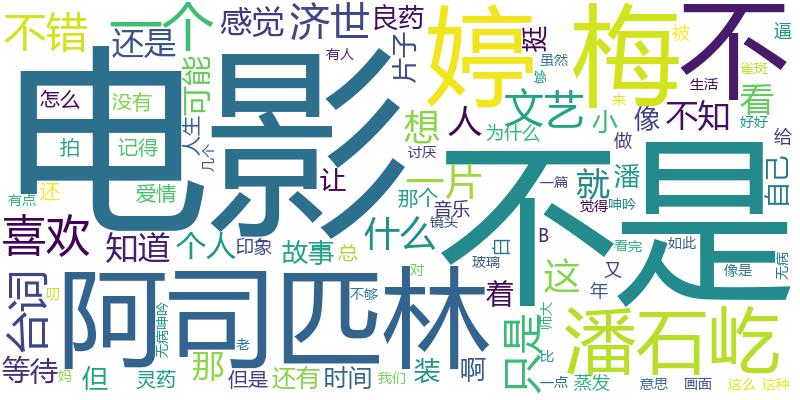 不错
一个
还是
感觉
济世
良药
片子
有人
挺
虽然
婷
梅
不
被
逼
雀斑
生活
怎么
没有
可能
电影
文艺
看
来
给
拍
记得
人生
几个
想
人
为什么
小
像
不知
好好
做
讨厌
有点
还
爱情
让
那个
一片
一篇
就
潘
觉得
呻吟
自己
音乐
镜头
不是
喜欢
知道
个人
印象
故事
总
什么
白
B
看完
如此
无病
玻璃
像是
台词
叨
无病呻吟
阿司匹林
对
不够
着
这
又
年
只是
帅大
潘石屹
等待
妈
但
灵药
那
老
但是
还有
时间
我们
装
啊
比
一点
蒸发
意思
画面
这么
这种